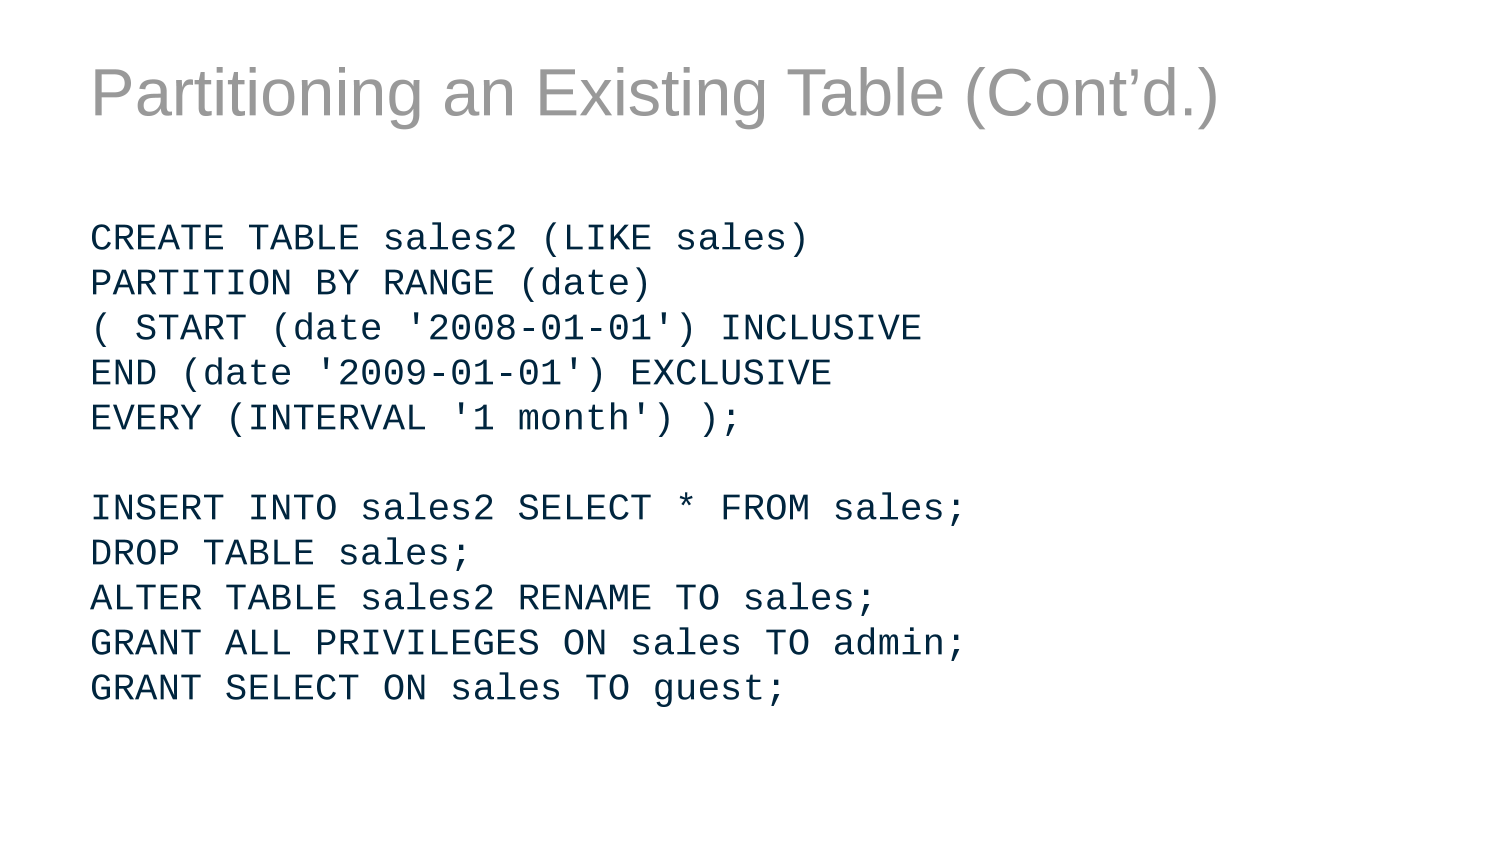 Partitioning an Existing Table (Cont’d.)
CREATE TABLE sales2 (LIKE sales)
PARTITION BY RANGE (date)
( START (date '2008-01-01') INCLUSIVE
END (date '2009-01-01') EXCLUSIVE
EVERY (INTERVAL '1 month') );
INSERT INTO sales2 SELECT * FROM sales;
DROP TABLE sales;
ALTER TABLE sales2 RENAME TO sales;
GRANT ALL PRIVILEGES ON sales TO admin;
GRANT SELECT ON sales TO guest;